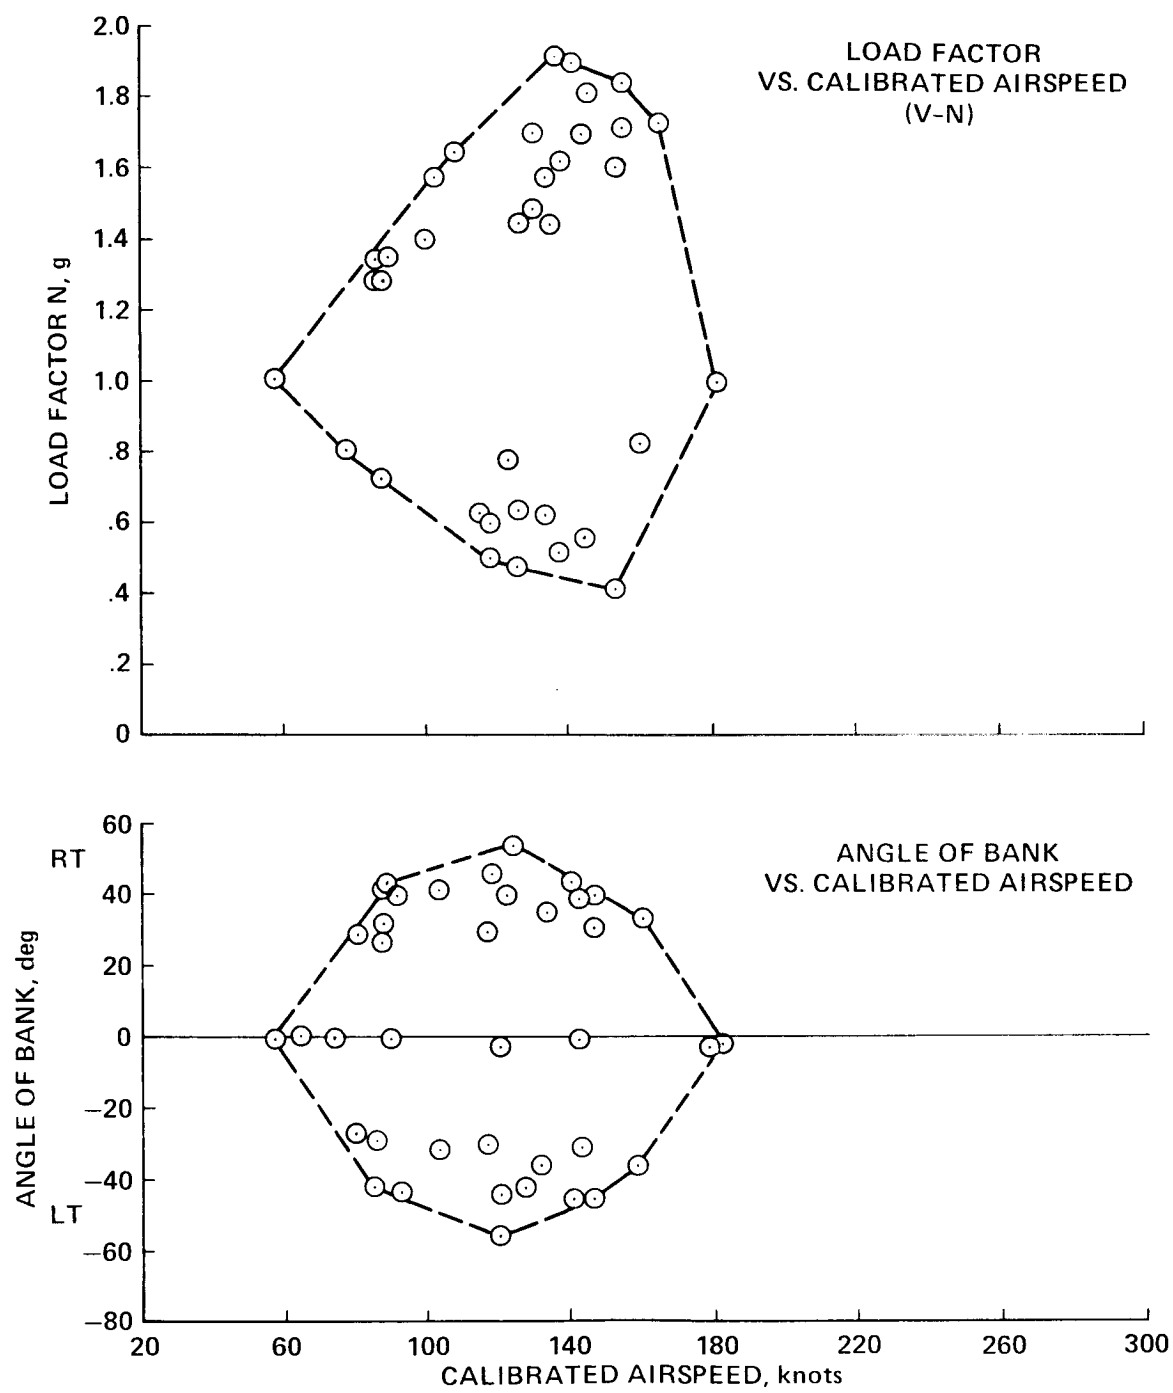 LOAD FACTOR
VS. CALIBRATED AIRSPEED
(V-N)
LOAD FACTOR N, g
2.0
1.8
1.6
1.4
1.2
1.0
.8
.6
.4
.2
0
ANGLE OF BANK
VS. CALIBRATED AIRSPEED
ANGLE OF BANK, deg
RT
LT
60
40
20
0
−20
−40
−60
−80
20 60 100 140 180 220 260 300
CALIBRATED AIRSPEED, knots